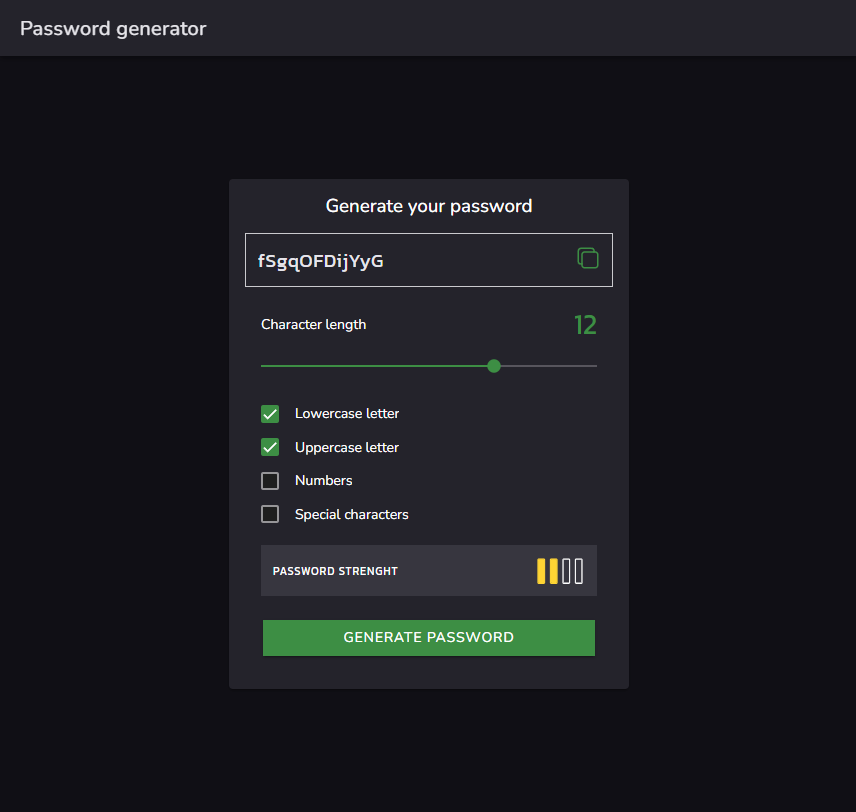 Password generator
Generate your password
fSgqOFDijYyG
Character length
12
Lowercase letter
Uppercase letter
Numbers
Special characters
PASSWORD STRENGHT
GENERATE PASSWORD